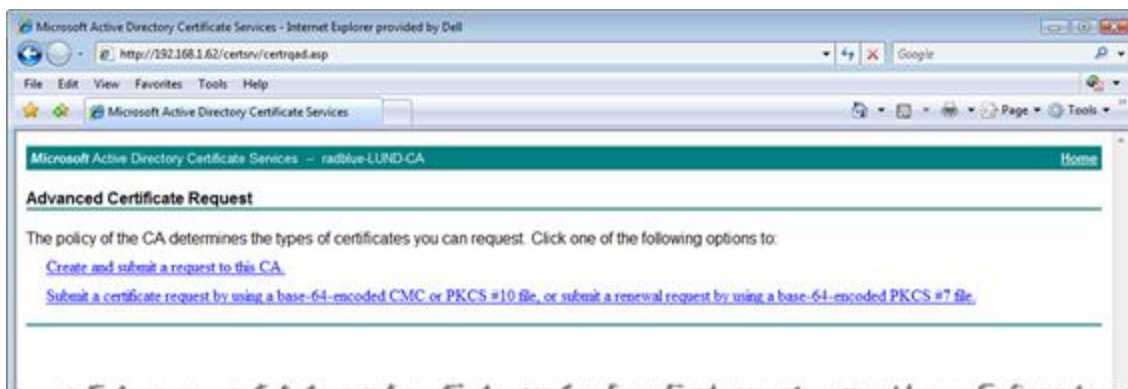 Microsoft Active Directory Certificate Services - Internet Explorer provided by Dell
http://192.168.1.62/certsrv/certrqad.asp
Google
File Edit View Favorites Tools Help
Microsoft Active Directory Certificate Services
Page Tools
Microsoft Active Directory Certificate Services -- radblue-LUND-CA
Home
Advanced Certificate Request
The policy of the CA determines the types of certificates you can request. Click one of the following options to:
Create and submit a request to this CA.
Submit a certificate request by using a base-64-encoded CMC or PKCS #10 file, or submit a renewal request by using a base-64-encoded PKCS #7 file.